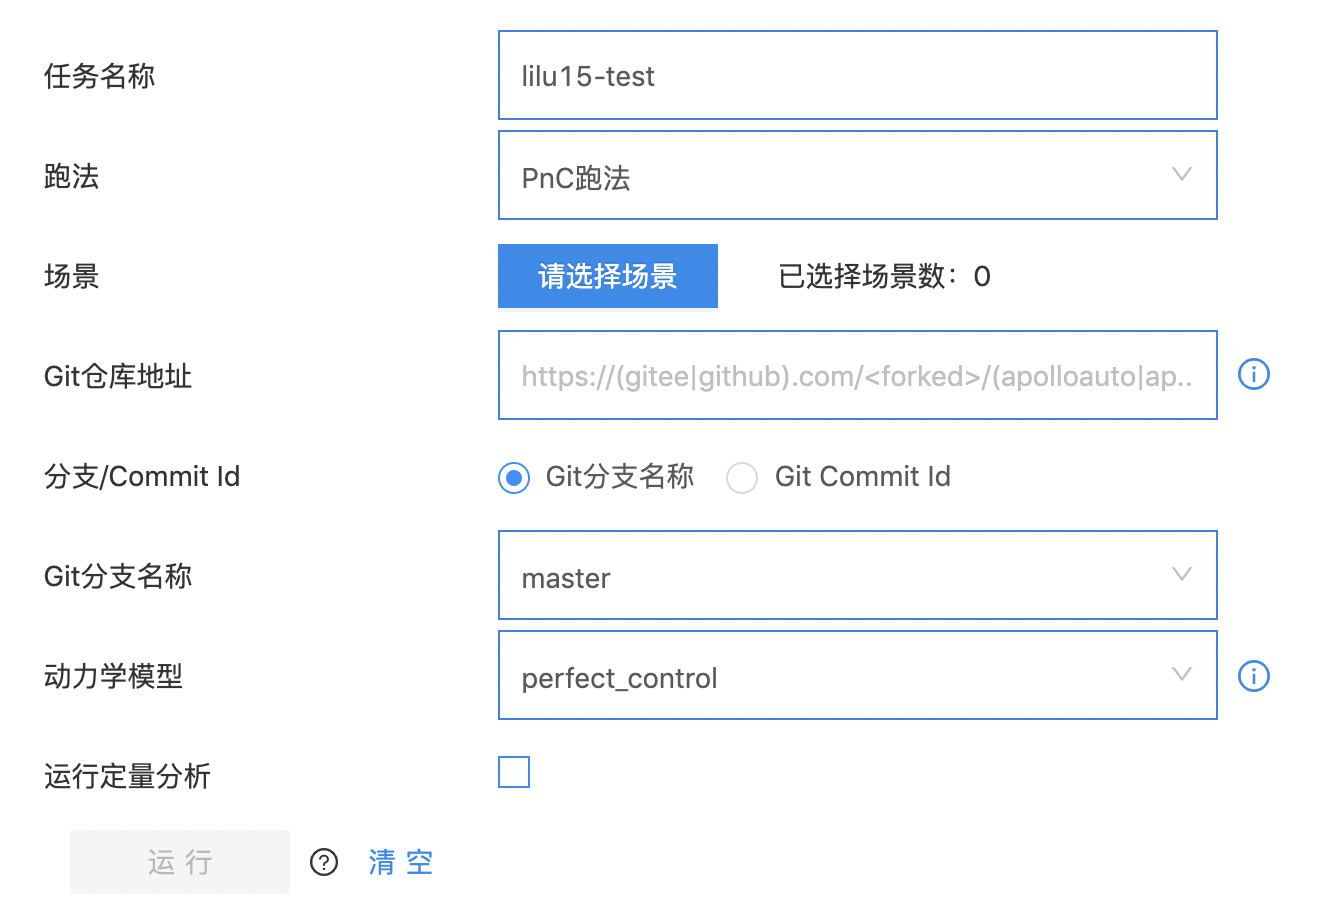 任务名称 lilu15-test
跑法 PnC跑法
场景 请选择场景 已选择场景数：0
Git仓库地址 https://(gitee|github).com/<forked>/(apolloauto|ap..
分支/Commit Id Git分支名称 Git Commit Id
Git分支名称 master
动力学模型 perfect_control
运行定量分析
运行 ? 清空